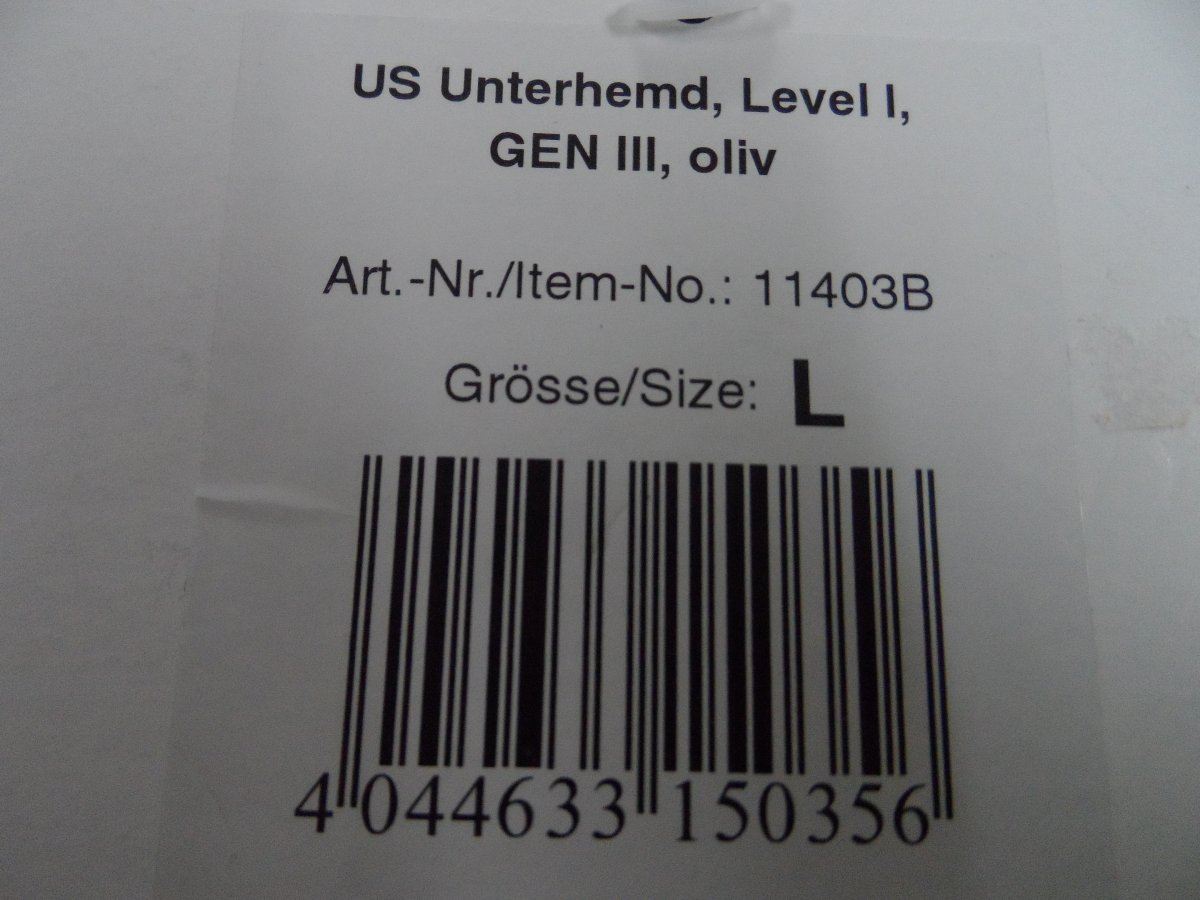 US Unterhemd, Level I,
GEN III, oliv
Art.-Nr./Item-No.: 11403B
Grösse/Size: L
4 044633 150356